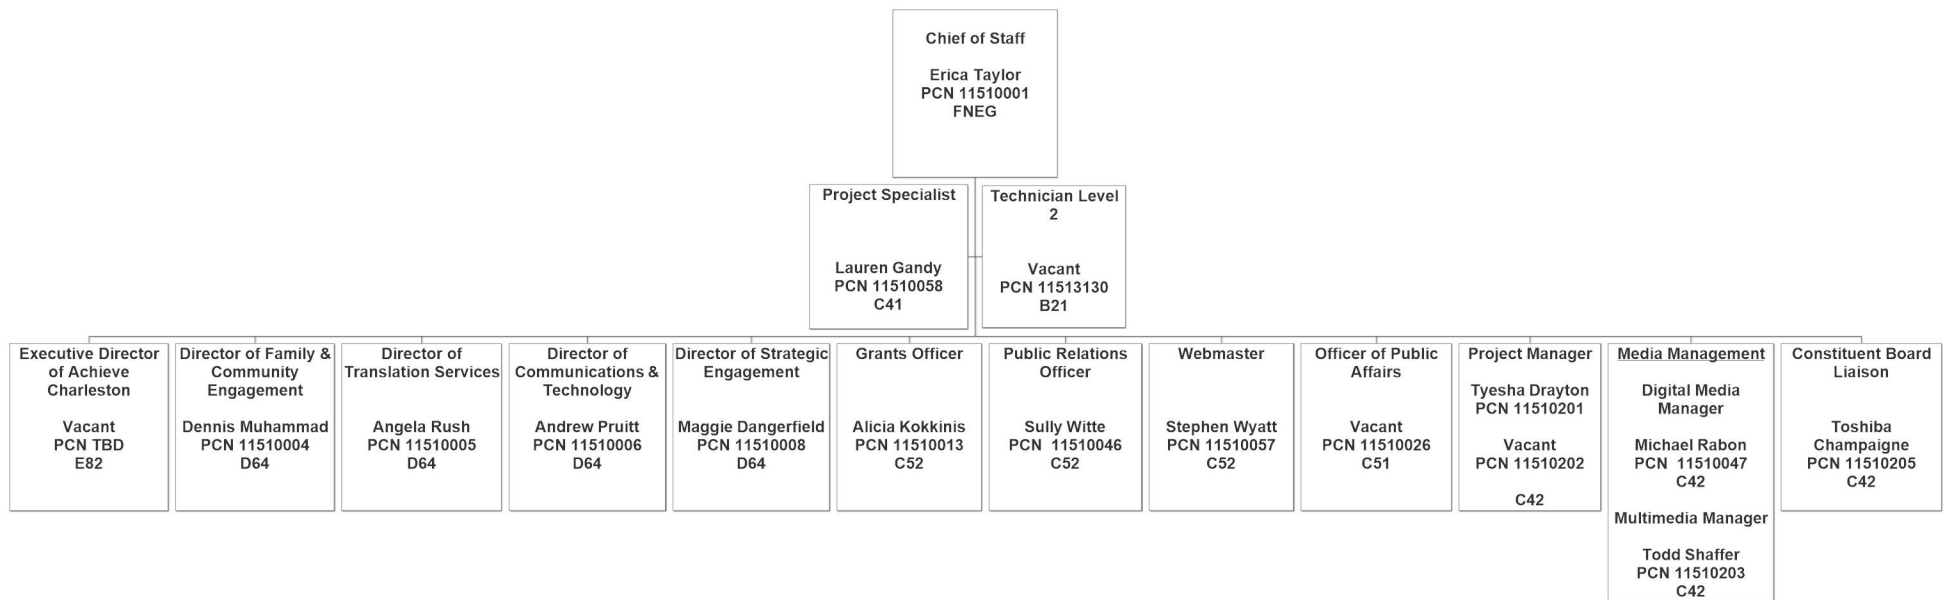 Chief of Staff
Erica Taylor
PCN 11510001
FNEG
Project Specialist
Lauren Gandy
PCN 11510058
C41
Technician Level
2
Vacant
PCN 11513130
B21
Executive Director
of Achieve
Charleston
Vacant
PCN TBD
E82
Director of Family &
Community
Engagement
Dennis Muhammad
PCN 11510004
D64
Director of
Translation Services
Angela Rush
PCN 11510005
D64
Director of
Communications &
Technology
Andrew Pruitt
PCN 11510006
D64
Director of Strategic
Engagement
Maggie Dangerfield
PCN 11510008
D64
Grants Officer
Alicia Kokkinis
PCN 11510013
C52
Public Relations
Officer
Sully Witte
PCN 11510046
C52
Webmaster
Stephen Wyatt
PCN 11510057
C52
Officer of Public
Affairs
Vacant
PCN 11510026
C51
Project Manager
Tyesha Drayton
PCN 11510201
Vacant
PCN 11510202
C42
Media Management
Digital Media
Manager
Michael Rabon
PCN 11510047
C42
Multimedia Manager
Todd Shaffer
PCN 11510203
C42
Constituent Board
Liaison
Toshiba
Champaigne
PCN 11510205
C42